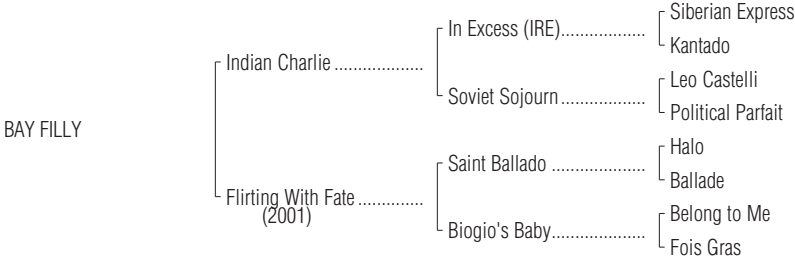 Siberian Express
In Excess (IRE)...................
Kantado
Indian Charlie ....................
Leo Castelli
Soviet Sojourn...................
Political Parfait
BAY FILLY
Halo
Saint Ballado .....................
Ballade
Flirting With Fate ...............
(2001)
Belong to Me
Biogio's Baby.....................
Fois Gras